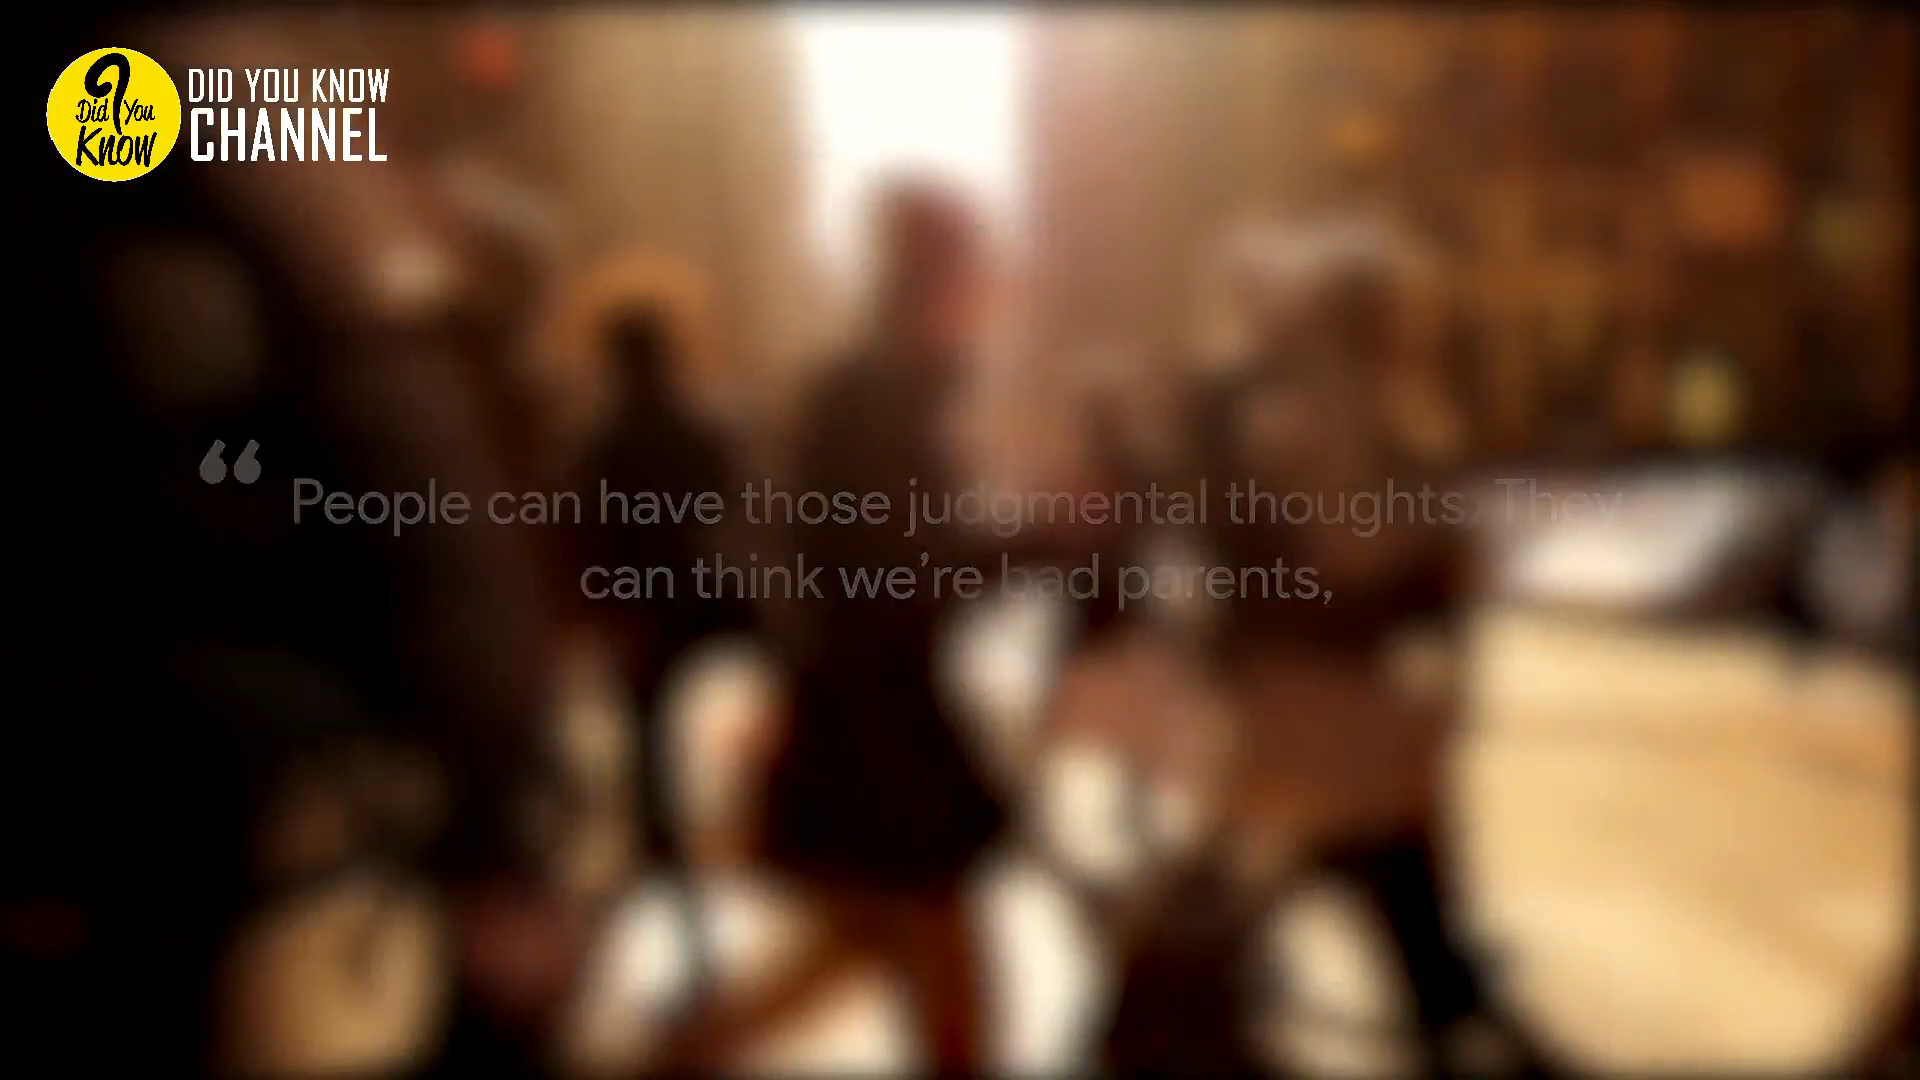 Did You
Know
DID YOU KNOW
CHANNEL
“ People can have those judgmental thoughts. They
can think we’re bad parents,